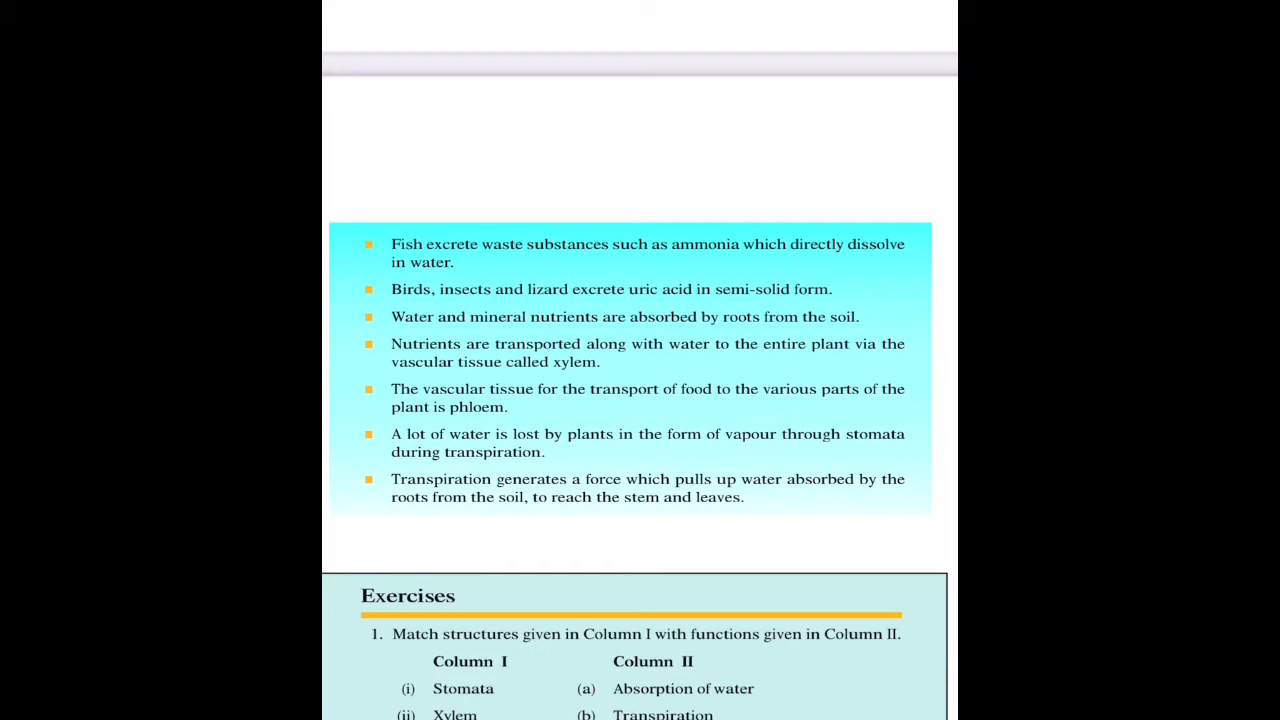 Fish excrete waste substances such as ammonia which directly dissolve
in water.
Birds, insects and lizard excrete uric acid in semi-solid form.
Water and mineral nutrients are absorbed by roots from the soil.
Nutrients are transported along with water to the entire plant via the
vascular tissue called xylem.
The vascular tissue for the transport of food to the various parts of the
plant is phloem.
A lot of water is lost by plants in the form of vapour through stomata
during transpiration.
Transpiration generates a force which pulls up water absorbed by the
roots from the soil, to reach the stem and leaves.
Exercises
1. Match structures given in Column I with functions given in Column II.
Column I Column II
(i) Stomata (a) Absorption of water
(ii) Xylem (b) Transpiration